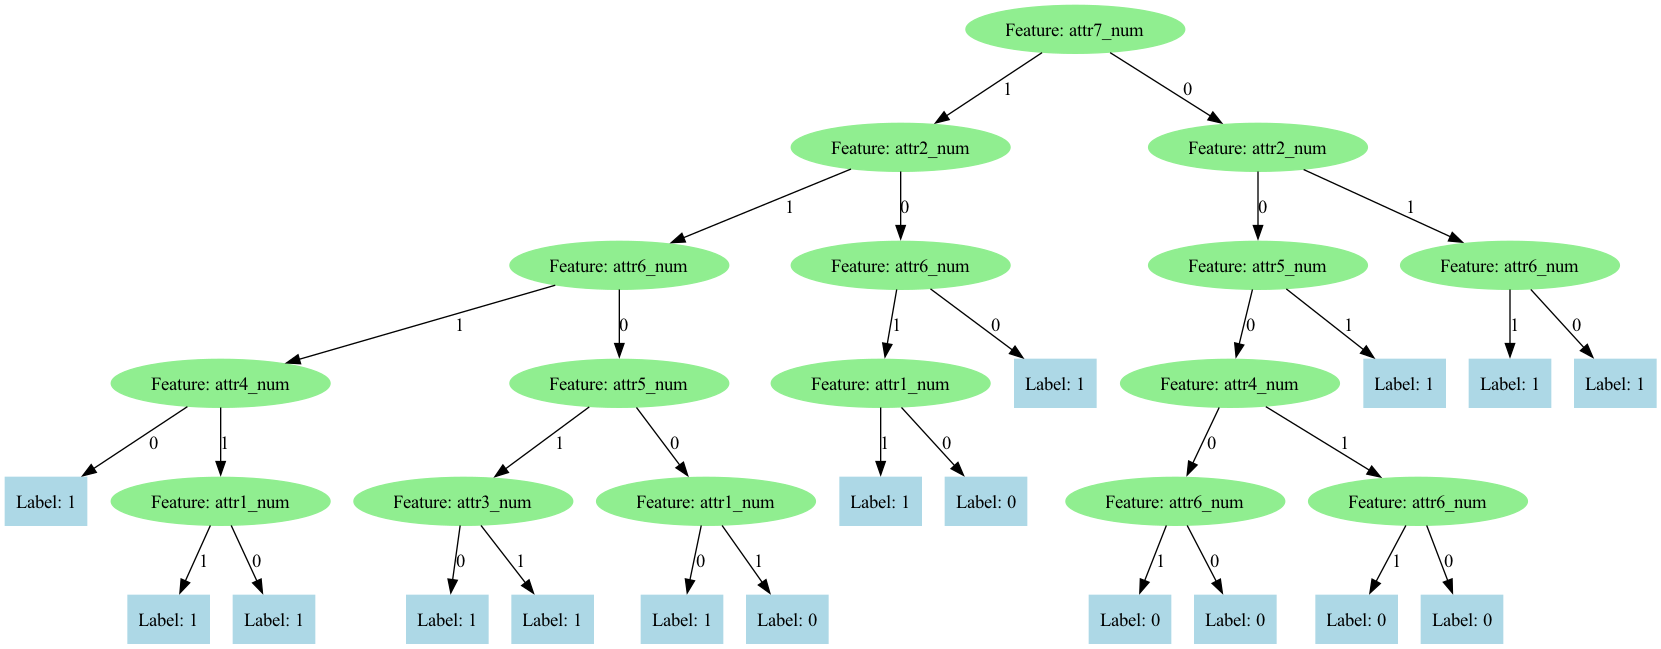 Feature: attr7_num
1
0
Feature: attr2_num
Feature: attr2_num
1
0
0
1
Feature: attr6_num
Feature: attr6_num
Feature: attr5_num
Feature: attr6_num
1
0
1
0
0
1
1
0
Feature: attr4_num
Feature: attr5_num
Feature: attr1_num
Label: 1
Feature: attr4_num
Label: 1
Label: 1
Label: 1
0
1
1
0
1
0
0
1
Label: 1
Feature: attr1_num
Feature: attr3_num
Feature: attr1_num
Label: 1
Label: 0
Feature: attr6_num
Feature: attr6_num
1
0
0
1
0
1
1
0
1
0
Label: 1
Label: 1
Label: 1
Label: 1
Label: 1
Label: 0
Label: 0
Label: 0
Label: 0
Label: 0